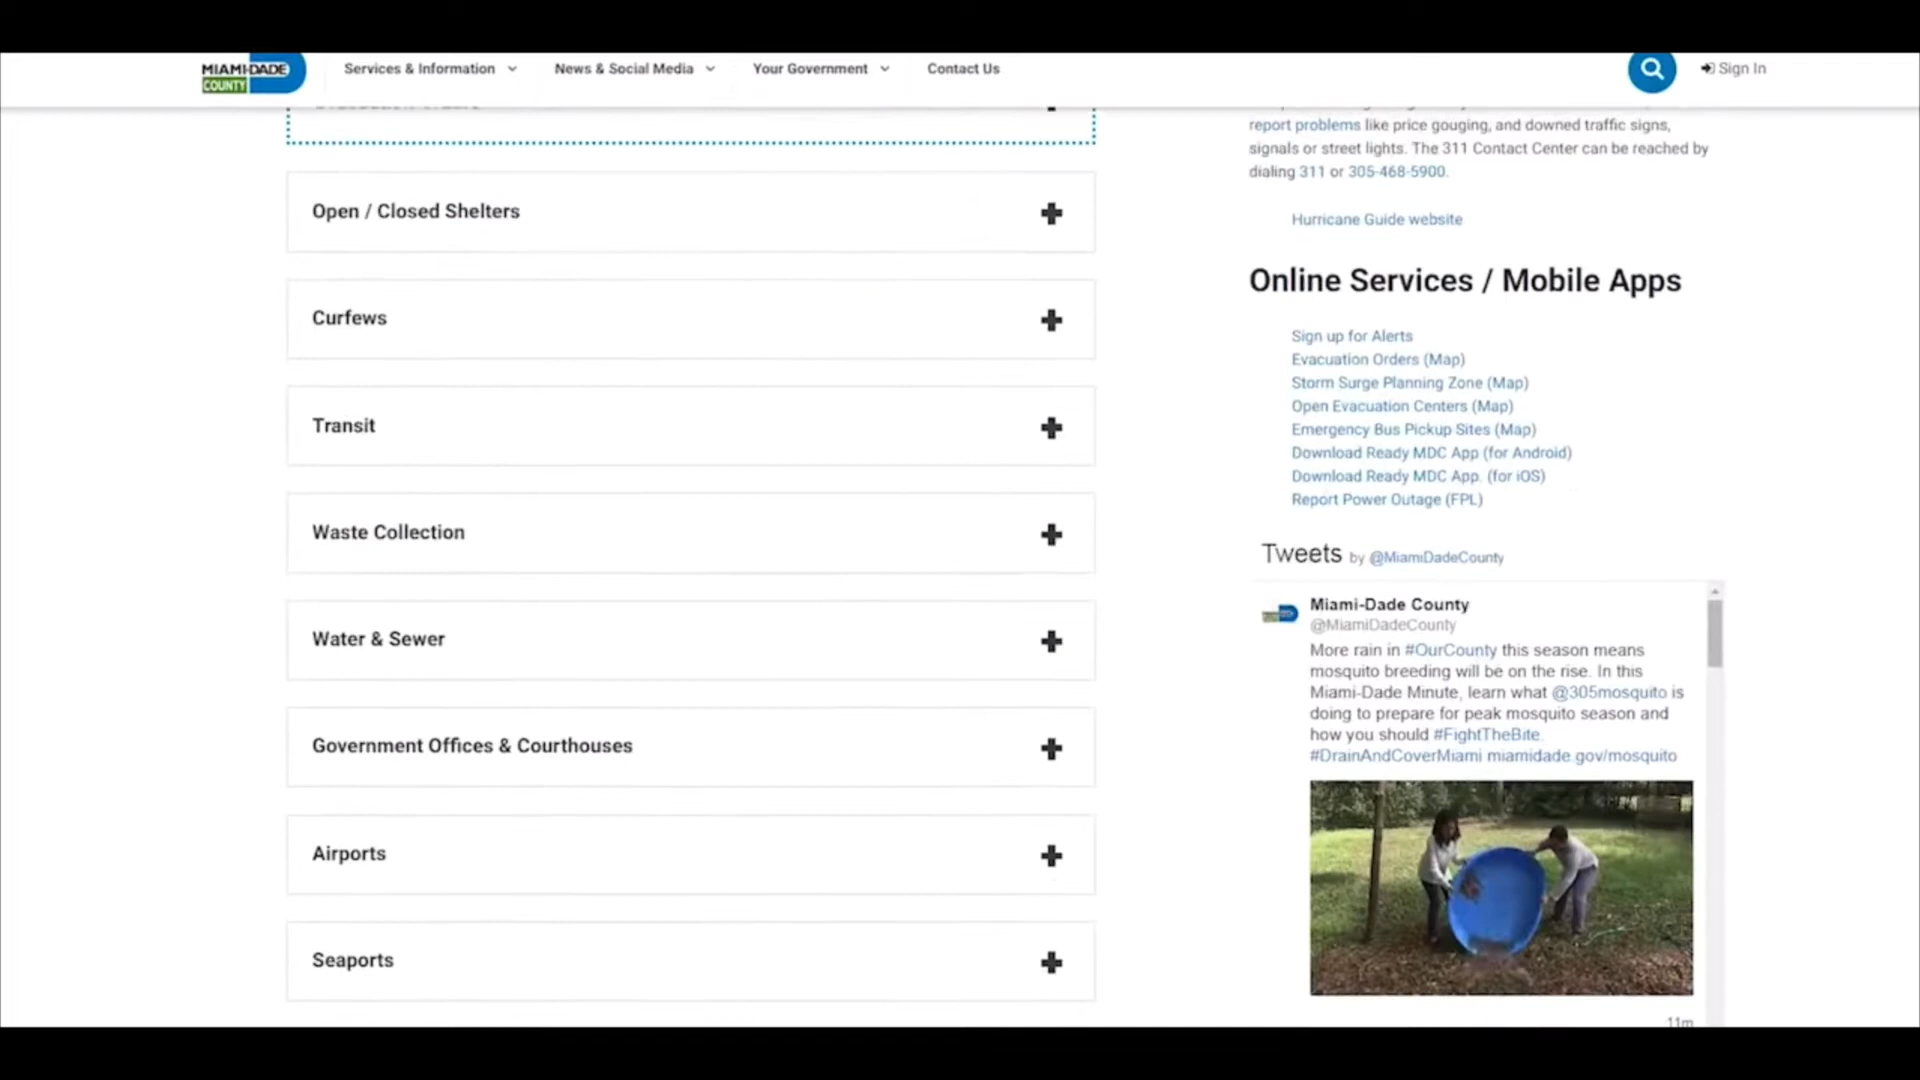 MIAMI-DADE
COUNTY
Services & Information
News & Social Media
Your Government
Contact Us
Sign In
Open / Closed Shelters
Curfews
Transit
Waste Collection
Water & Sewer
Government Offices & Courthouses
Airports
Seaports
report problems like price gouging, and downed traffic signs,
signals or street lights. The 311 Contact Center can be reached by
dialing 311 or 305-468-5900.
Hurricane Guide website
Online Services / Mobile Apps
Sign up for Alerts
Evacuation Orders (Map)
Storm Surge Planning Zone (Map)
Open Evacuation Centers (Map)
Emergency Bus Pickup Sites (Map)
Download Ready MDC App (for Android)
Download Ready MDC App. (for iOS)
Report Power Outage (FPL)
Tweets by @MiamiDadeCounty
Miami-Dade County
@MiamiDadeCounty
More rain in #OurCounty this season means
mosquito breeding will be on the rise. In this
Miami-Dade Minute, learn what @305mosquito is
doing to prepare for peak mosquito season and
how you should #FightTheBite.
#DrainAndCoverMiami miamidade.gov/mosquito
11m